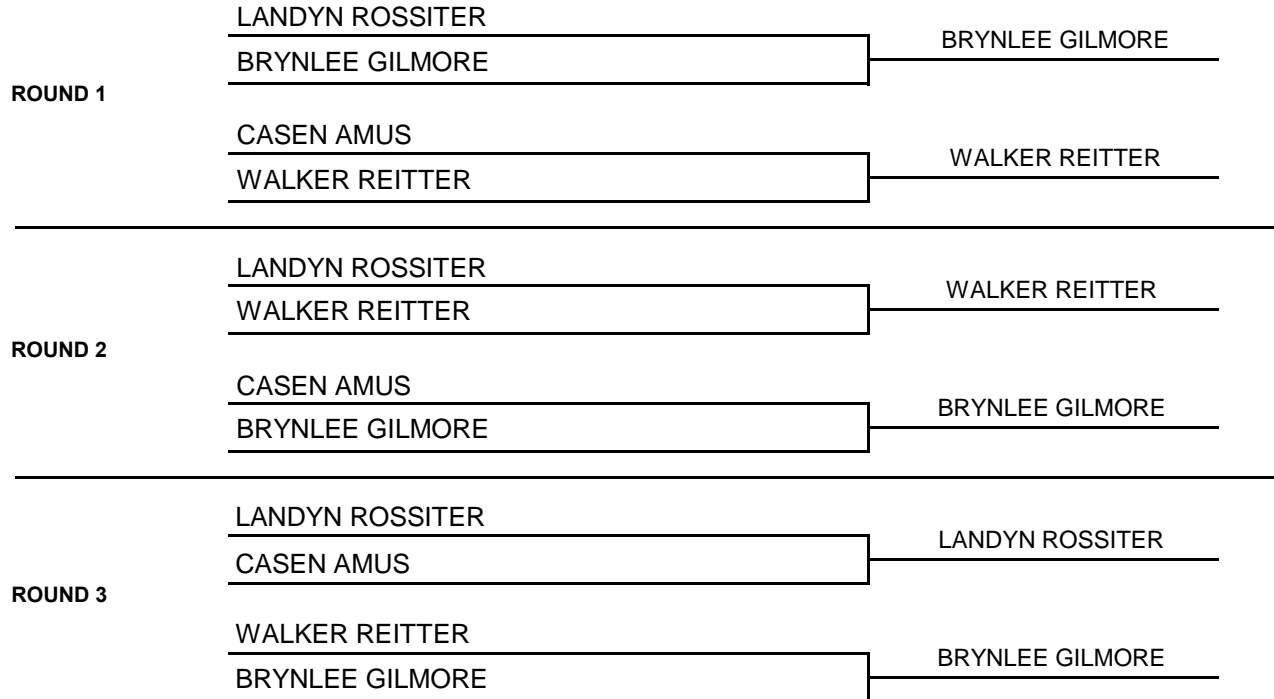 LANDYN ROSSITER
BRYNLEE GILMORE
BRYNLEE GILMORE
ROUND 1
CASEN AMUS
WALKER REITTER
WALKER REITTER
LANDYN ROSSITER
WALKER REITTER
WALKER REITTER
ROUND 2
CASEN AMUS
BRYNLEE GILMORE
BRYNLEE GILMORE
LANDYN ROSSITER
LANDYN ROSSITER
CASEN AMUS
ROUND 3
WALKER REITTER
BRYNLEE GILMORE
BRYNLEE GILMORE